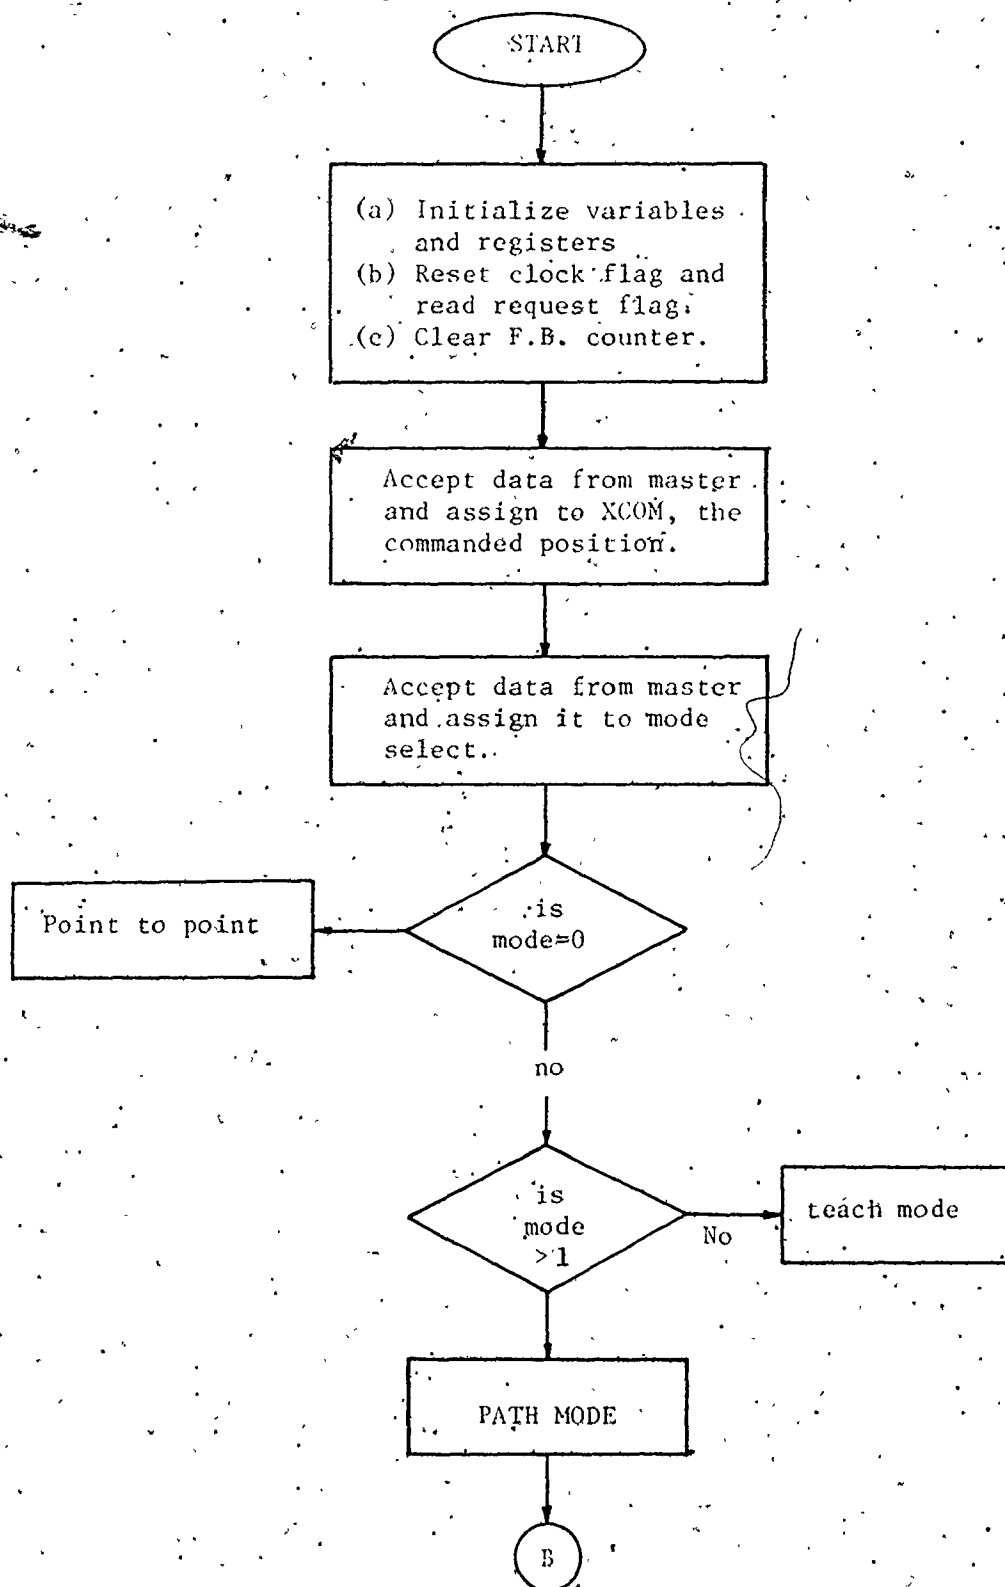 START
(a) Initialize variables
and registers
(b) Reset clock flag and
read request flag.
(c) Clear F.B. counter.
Accept data from master
and assign to XCOM, the
commanded position.
Accept data from master
and assign it to mode
select.
is
mode=0
Point to point
no
is
mode
>1
No
teach mode
PATH MODE
B